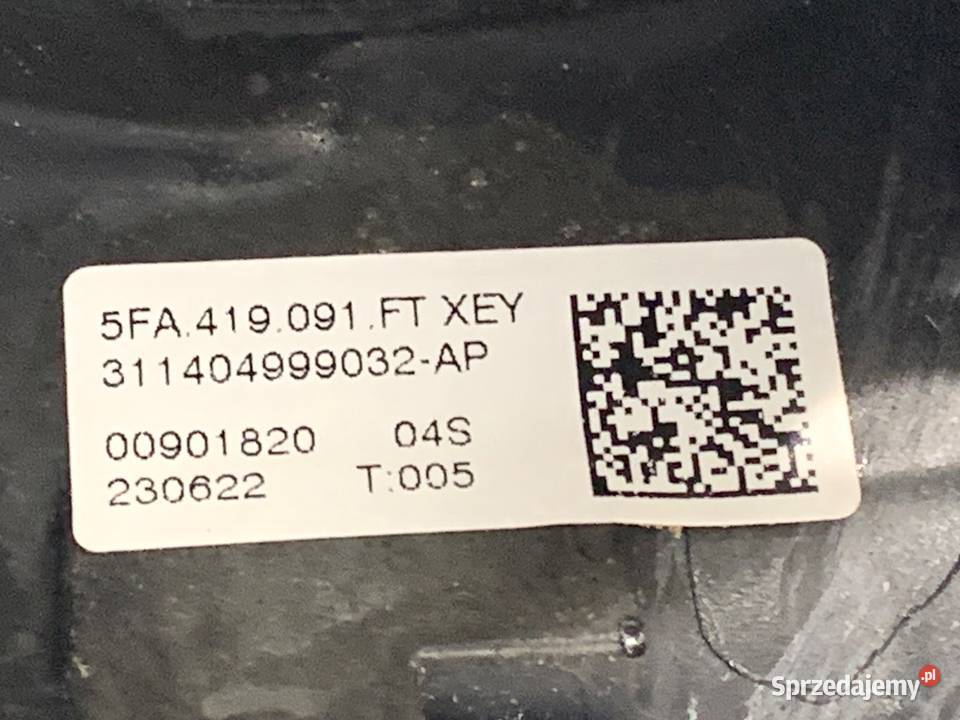 5FA.419.091.FT XEY
311404999032-AP
00901820 04S
230622 T:005
Sprzedajemy.pl